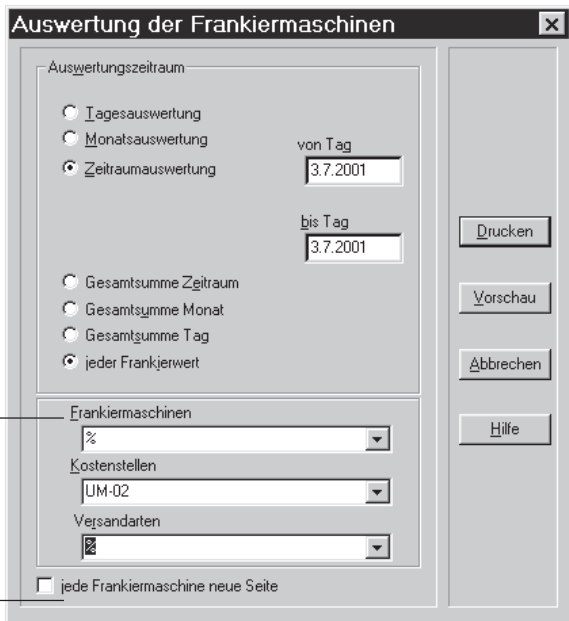 Auswertung der Frankiermaschinen
Auswertungszeitraum
Tagesauswertung
Monatsauswertung
Zeitraumauswertung
von Tag
3.7.2001
bis Tag
3.7.2001
Gesamtsumme Zeitraum
Gesamtsumme Monat
Gesamtsumme Tag
jeder Frankierwert
Frankiermaschinen
%
Kostenstellen
UM-02
Versandarten
%
jede Frankiermaschine neue Seite
Drucken
Vorschau
Abbrechen
Hilfe